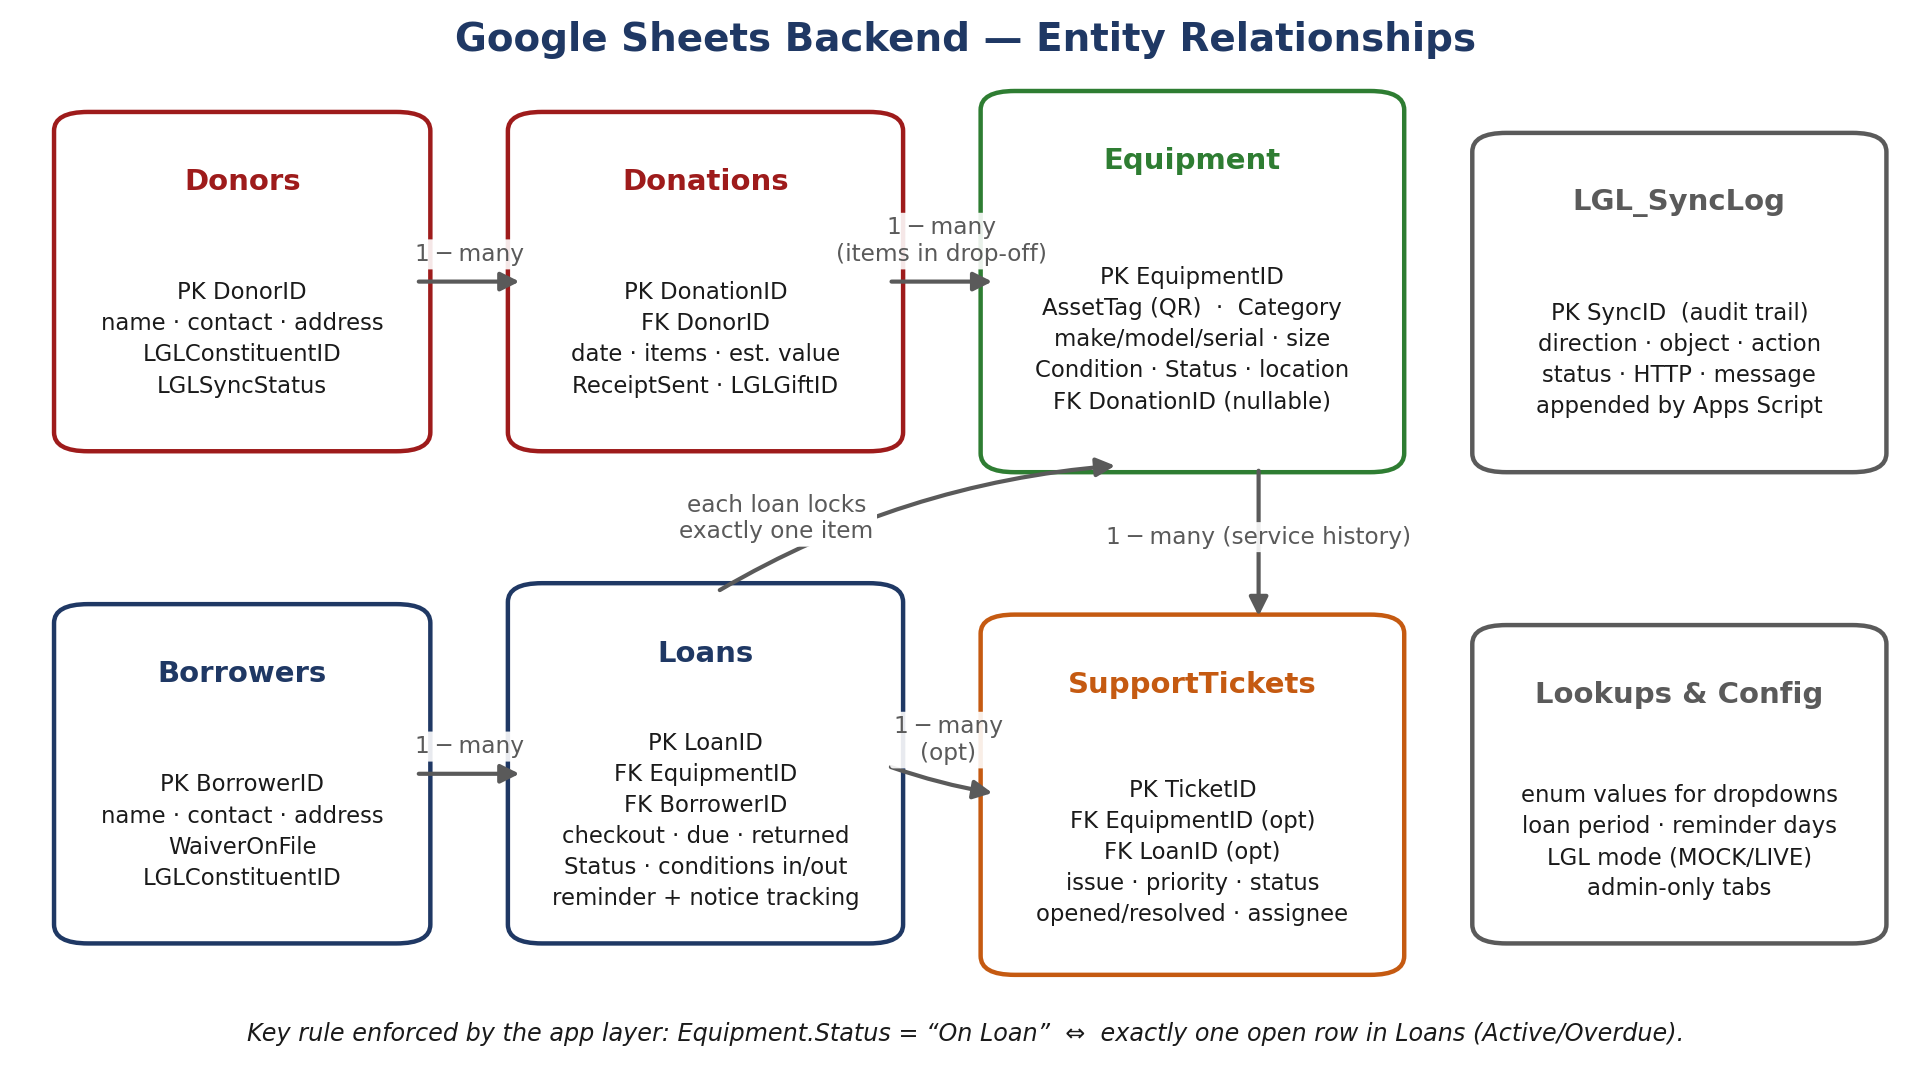 Google Sheets Backend — Entity Relationships
Donors
PK DonorID
name · contact · address
LGLConstituentID
LGLSyncStatus
1 – many
Donations
PK DonationID
FK DonorID
date · items · est. value
ReceiptSent · LGLGiftID
1 – many
(items in drop-off)
Equipment
PK EquipmentID
AssetTag (QR)  ·  Category
make/model/serial · size
Condition · Status · location
FK DonationID (nullable)
LGL_SyncLog
PK SyncID  (audit trail)
direction · object · action
status · HTTP · message
appended by Apps Script
each loan locks
exactly one item
1 – many (service history)
Borrowers
PK BorrowerID
name · contact · address
WaiverOnFile
LGLConstituentID
1 – many
Loans
PK LoanID
FK EquipmentID
FK BorrowerID
checkout · due · returned
Status · conditions in/out
reminder + notice tracking
1 – many
(opt)
SupportTickets
PK TicketID
FK EquipmentID (opt)
FK LoanID (opt)
issue · priority · status
opened/resolved · assignee
Lookups & Config
enum values for dropdowns
loan period · reminder days
LGL mode (MOCK/LIVE)
admin-only tabs
Key rule enforced by the app layer: Equipment.Status = “On Loan”  ⇔  exactly one open row in Loans (Active/Overdue).